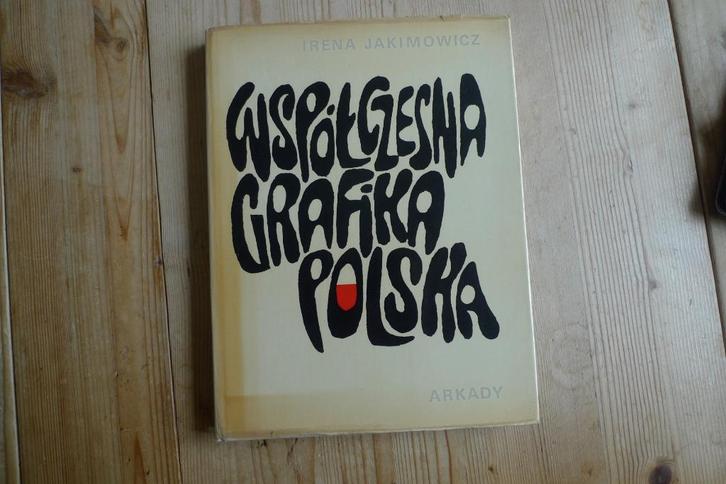 IRENA JAKIMOWICZ
WSPÓŁCZESNA
GRAFiKA
POLSKA
ARKADY